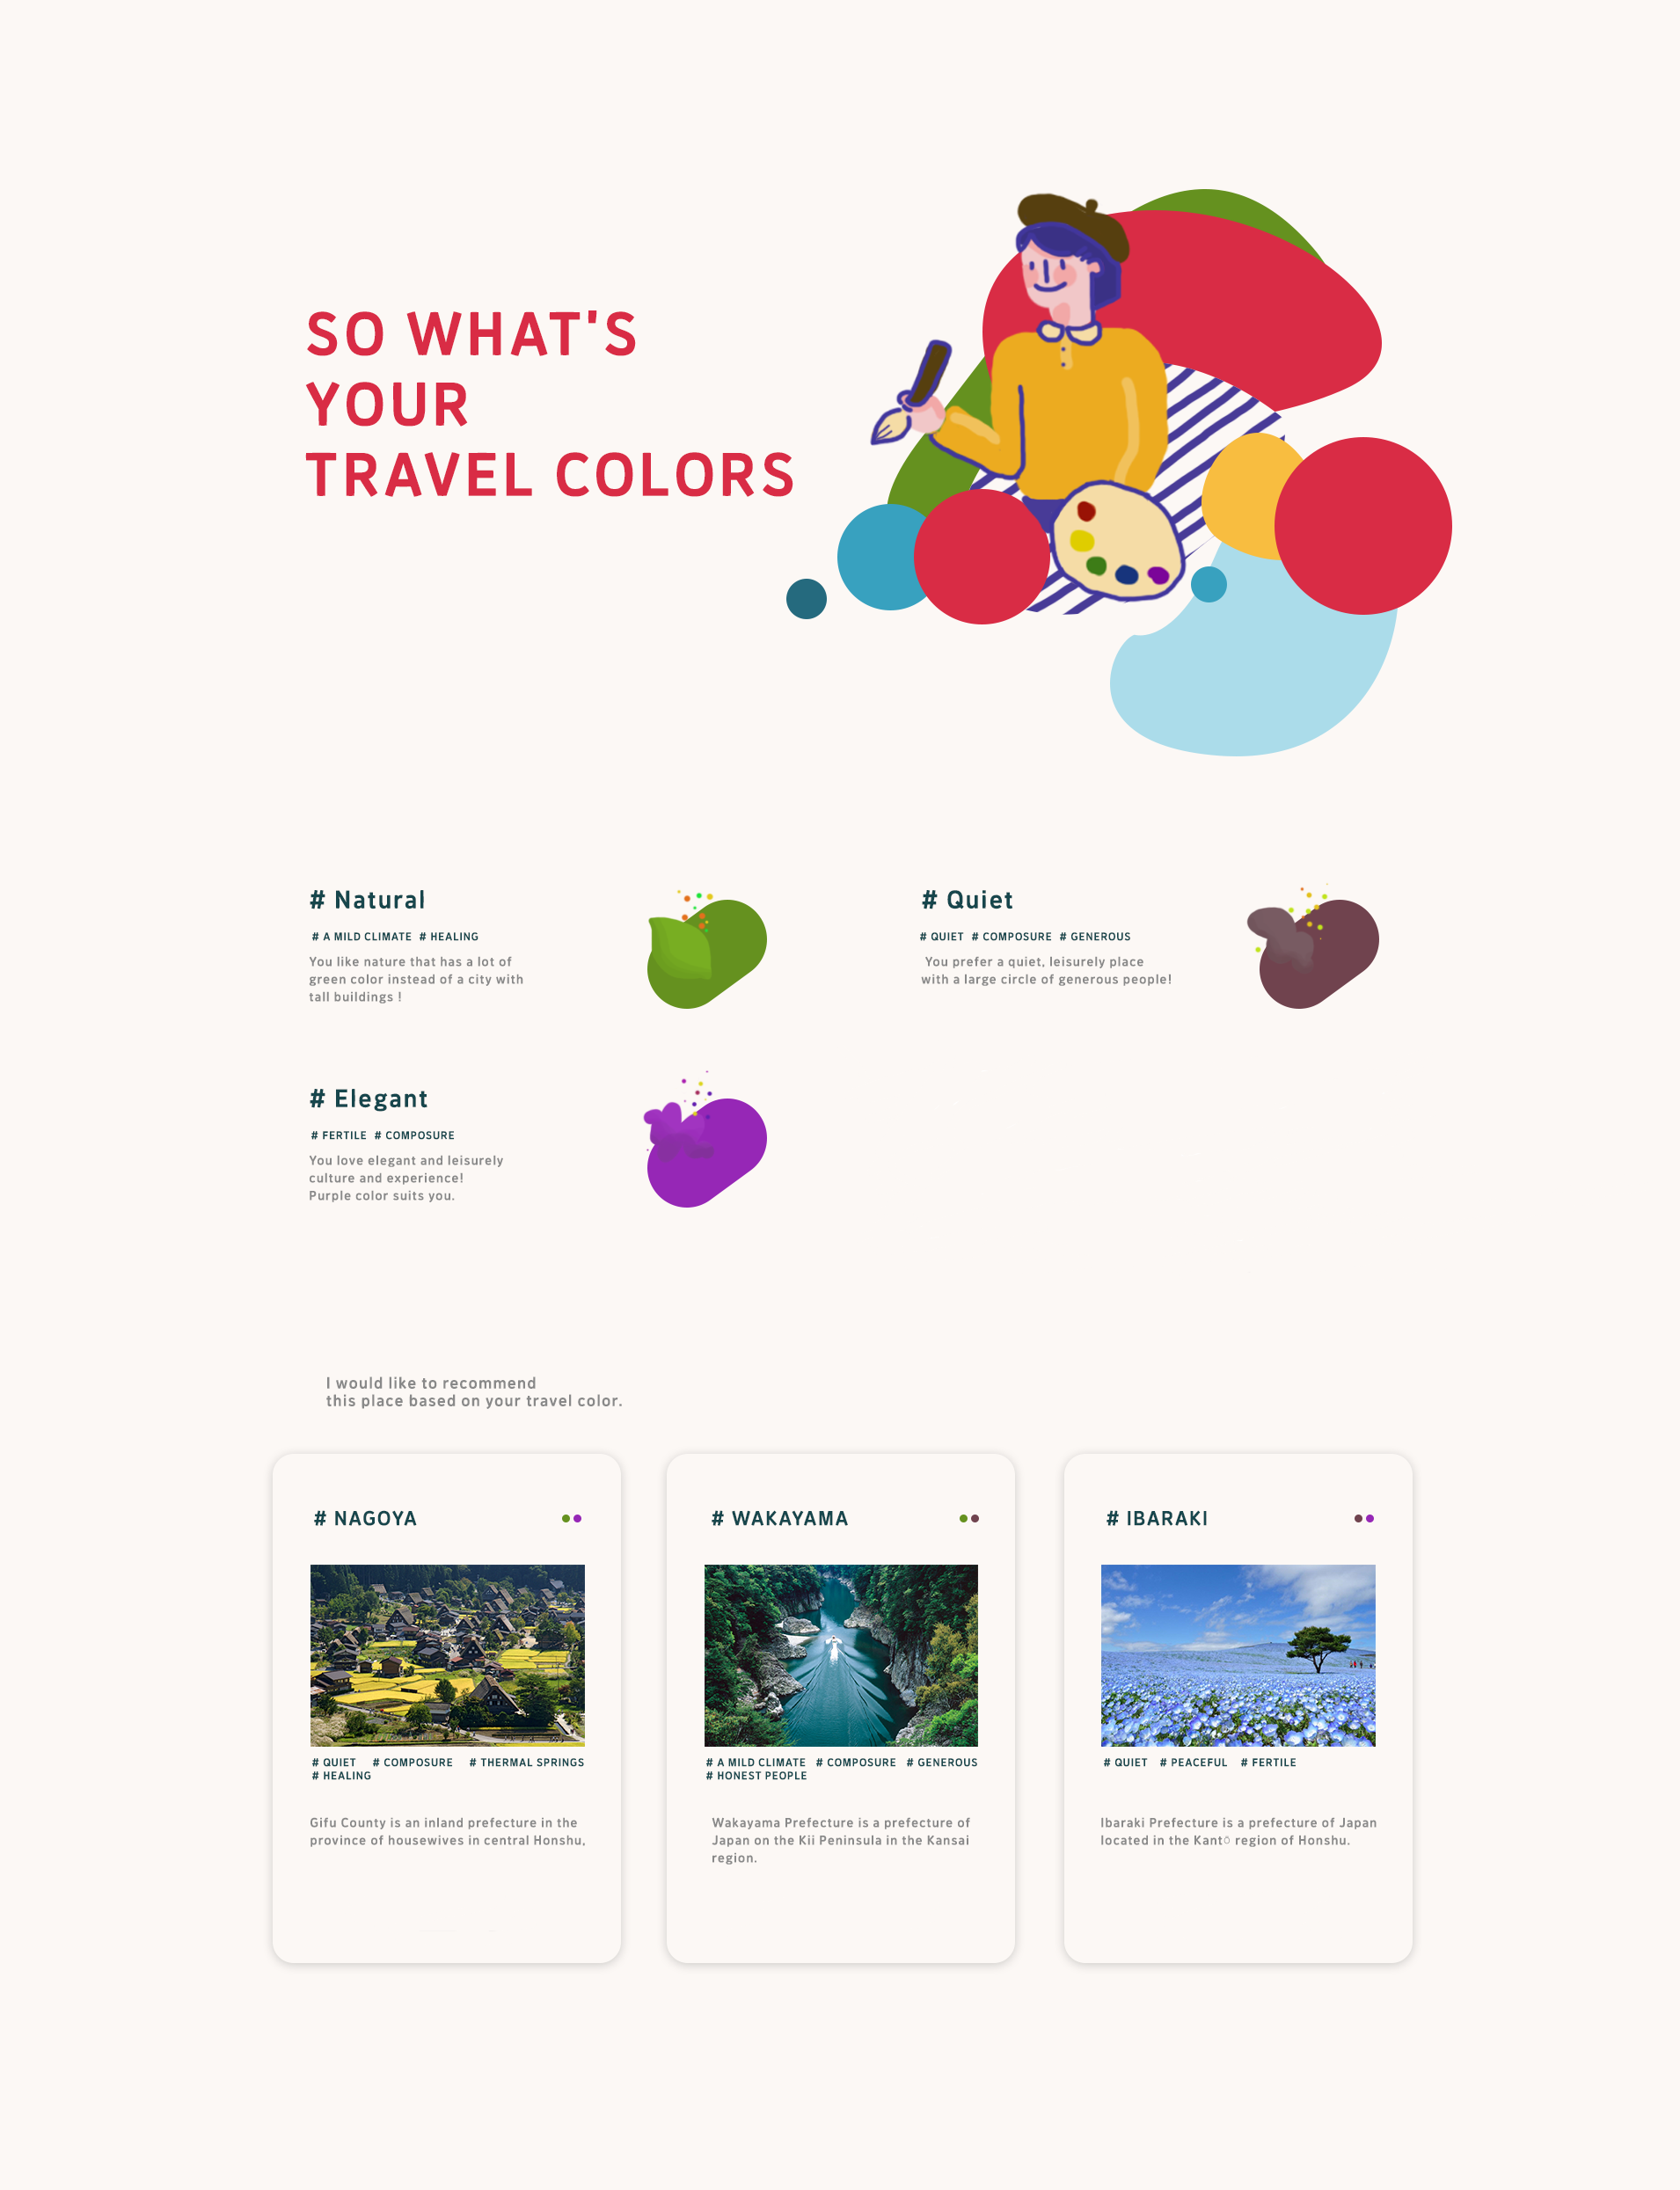 SO WHAT'S
YOUR
TRAVEL COLORS
# Natural
# A MILD CLIMATE # HEALING
You like nature that has a lot of
green color instead of a city with
tall buildings !
# Quiet
# QUIET # COMPOSURE # GENEROUS
You prefer a quiet, leisurely place
with a large circle of generous people!
# Elegant
# FERTILE # COMPOSURE
You love elegant and leisurely
culture and experience!
Purple color suits you.
I would like to recommend
this place based on your travel color.
# NAGOYA
# QUIET # COMPOSURE # THERMAL SPRINGS
# HEALING
Gifu County is an inland prefecture in the
province of housewives in central Honshu,
# WAKAYAMA
# A MILD CLIMATE # COMPOSURE # GENEROUS
# HONEST PEOPLE
Wakayama Prefecture is a prefecture of
Japan on the Kii Peninsula in the Kansai
region.
# IBARAKI
# QUIET # PEACEFUL # FERTILE
Ibaraki Prefecture is a prefecture of Japan
located in the Kantō region of Honshu.